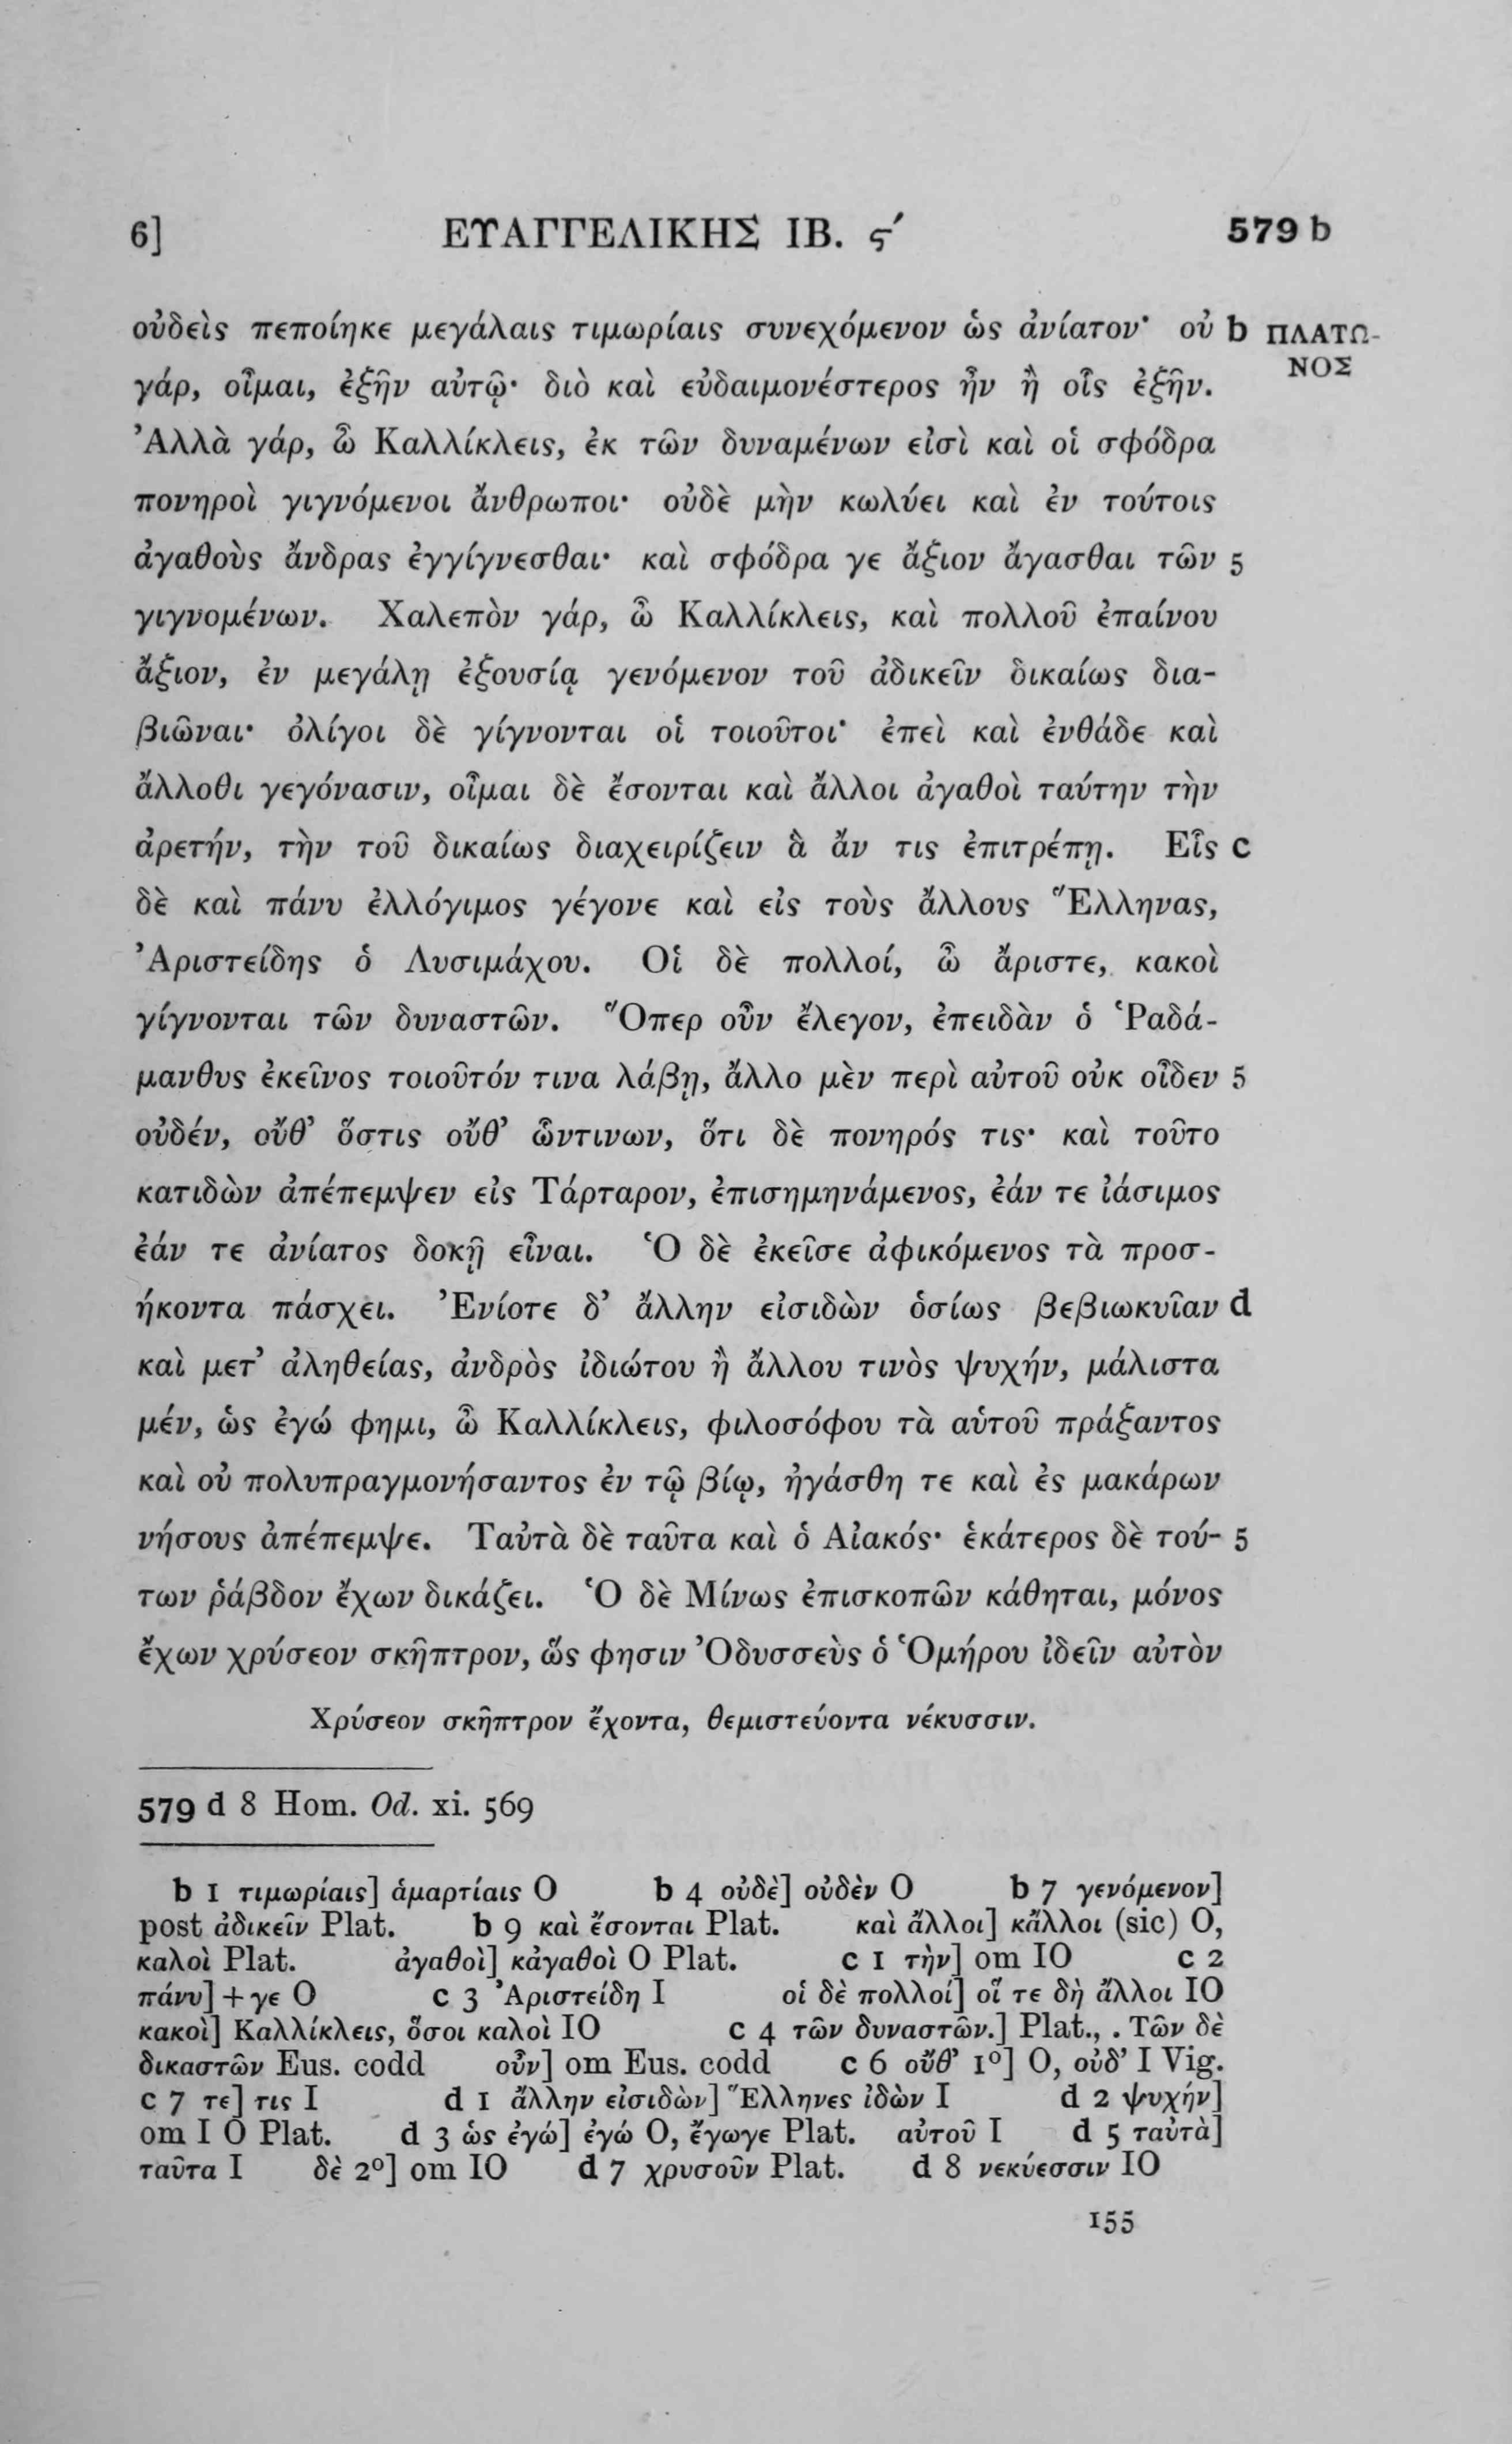 6] ΕΥΑΓΓΕΛΙΚΗΣ ΙΒ. ϛ´ 579 b
οὐδεὶς πεποίηκε μεγάλαις τιμωρίαις συνεχόμενον ὡς ἀνίατον· οὐ b ΠΛΑΤΩ-
ΝΟΣ
γάρ, οἶμαι, ἐξῆν αὐτῷ· διὸ καὶ εὐδαιμονέστερος ἦν ἢ οἷς ἐξῆν.
Ἀλλὰ γάρ, ὦ Καλλίκλεις, ἐκ τῶν δυναμένων εἰσὶ καὶ οἱ σφόδρα
πονηροὶ γιγνόμενοι ἄνθρωποι· οὐδὲ μὴν κωλύει καὶ ἐν τούτοις
ἀγαθοὺς ἄνδρας ἐγγίγνεσθαι· καὶ σφόδρα γε ἄξιον ἄγασθαι τῶν 5
γιγνομένων. Χαλεπὸν γάρ, ὦ Καλλίκλεις, καὶ πολλοῦ ἐπαίνου
ἄξιον, ἐν μεγάλῃ ἐξουσίᾳ γενόμενον τοῦ ἀδικεῖν δικαίως δια-
βιῶναι· ὀλίγοι δὲ γίγνονται οἱ τοιοῦτοι· ἐπεὶ καὶ ἐνθάδε καὶ
ἄλλοθι γεγόνασιν, οἶμαι δὲ ἔσονται καὶ ἄλλοι ἀγαθοὶ ταύτην τὴν
ἀρετήν, τὴν τοῦ δικαίως διαχειρίζειν ἃ ἄν τις ἐπιτρέπῃ. Εἷς c
δὲ καὶ πάνυ ἐλλόγιμος γέγονε καὶ εἰς τοὺς ἄλλους Ἕλληνας,
Ἀριστείδης ὁ Λυσιμάχου. Οἱ δὲ πολλοί, ὦ ἄριστε, κακοὶ
γίγνονται τῶν δυναστῶν. Ὅπερ οὖν ἔλεγον, ἐπειδὰν ὁ Ῥαδά-
μανθυς ἐκεῖνος τοιοῦτόν τινα λάβῃ, ἄλλο μὲν περὶ αὐτοῦ οὐκ οἶδεν 5
οὐδέν, οὔθ’ ὅστις οὔθ’ ὧντινων, ὅτι δὲ πονηρός τις· καὶ τοῦτο
κατιδὼν ἀπέπεμψεν εἰς Τάρταρον, ἐπισημηνάμενος, ἐάν τε ἰάσιμος
ἐάν τε ἀνίατος δοκῇ εἶναι. Ὁ δὲ ἐκεῖσε ἀφικόμενος τὰ προσ-
ήκοντα πάσχει. Ἐνίοτε δ’ ἄλλην εἰσιδὼν ὁσίως βεβιωκυῖαν d
καὶ μετ’ ἀληθείας, ἀνδρὸς ἰδιώτου ἢ ἄλλου τινὸς ψυχήν, μάλιστα
μέν, ὡς ἐγώ φημι, ὦ Καλλίκλεις, φιλοσόφου τὰ αὑτοῦ πράξαντος
καὶ οὐ πολυπραγμονήσαντος ἐν τῷ βίῳ, ἠγάσθη τε καὶ ἐς μακάρων
νήσους ἀπέπεμψε. Ταὐτὰ δὲ ταῦτα καὶ ὁ Αἰακός· ἑκάτερος δὲ τού- 5
των ῥάβδον ἔχων δικάζει. Ὁ δὲ Μίνως ἐπισκοπῶν κάθηται, μόνος
ἔχων χρύσεον σκῆπτρον, ὥς φησιν Ὀδυσσεὺς ὁ Ὁμήρου ἰδεῖν αὐτὸν
Χρύσεον σκῆπτρον ἔχοντα, θεμιστεύοντα νέκυσσιν.
579 d 8 Hom. Od. xi. 569
b 1 τιμωρίαις] ἁμαρτίαις O b 4 οὐδὲ] οὐδὲν O b 7 γενόμενον]
post ἀδικεῖν Plat. b 9 καὶ ἔσονται Plat. καὶ ἄλλοι] κἄλλοι (sic) O,
καλοὶ Plat. ἀγαθοὶ] κἀγαθοὶ O Plat. c 1 τὴν] om IO c 2
πάνυ] + γε O c 3 Ἀριστείδη I οἱ δὲ πολλοί] οἵ τε δὴ ἄλλοι IO
κακοὶ] Καλλίκλεις, ὅσοι καλοὶ IO c 4 τῶν δυναστῶν.] Plat., . Τῶν δὲ
δικαστῶν Eus. codd οὖν] om Eus. codd c 6 οὔθ’ 1º] O, οὐδ’ I Vig.
c 7 τε] τις I d 1 ἄλλην εἰσιδὼν] Ἕλληνες ἰδὼν I d 2 ψυχήν]
om I O Plat. d 3 ὡς ἐγώ] ἐγώ O, ἔγωγε Plat. αὐτοῦ I d 5 ταὐτὰ]
ταῦτα I δὲ 2º] om IO d 7 χρυσοῦν Plat. d 8 νεκύεσσιν IO
155